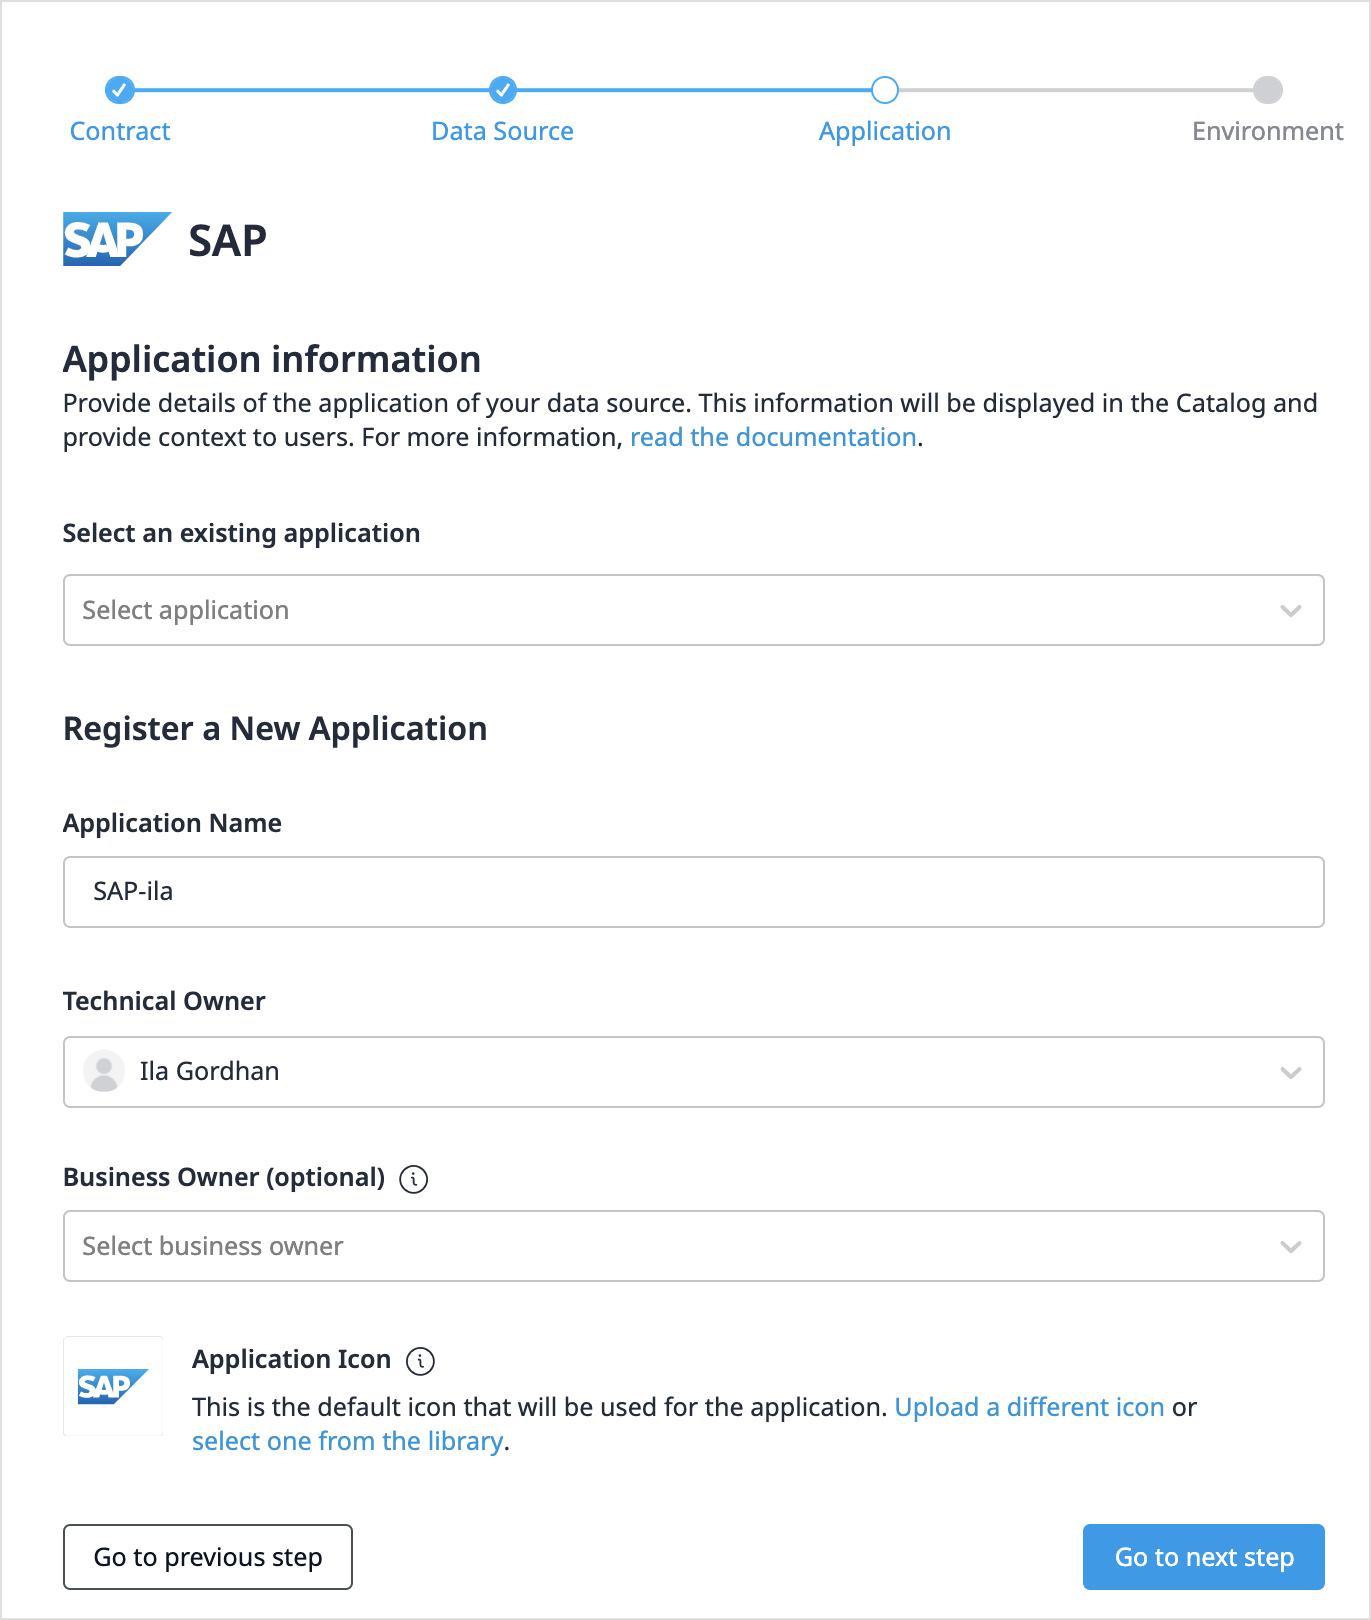 Contract
Data Source
Application
Environment
SAP SAP
Application information
Provide details of the application of your data source. This information will be displayed in the Catalog and
provide context to users. For more information, read the documentation.
Select an existing application
Select application
Register a New Application
Application Name
SAP-ila
Technical Owner
Ila Gordhan
Business Owner (optional) i
Select business owner
SAP
Application Icon i
This is the default icon that will be used for the application. Upload a different icon or
select one from the library.
Go to previous step
Go to next step